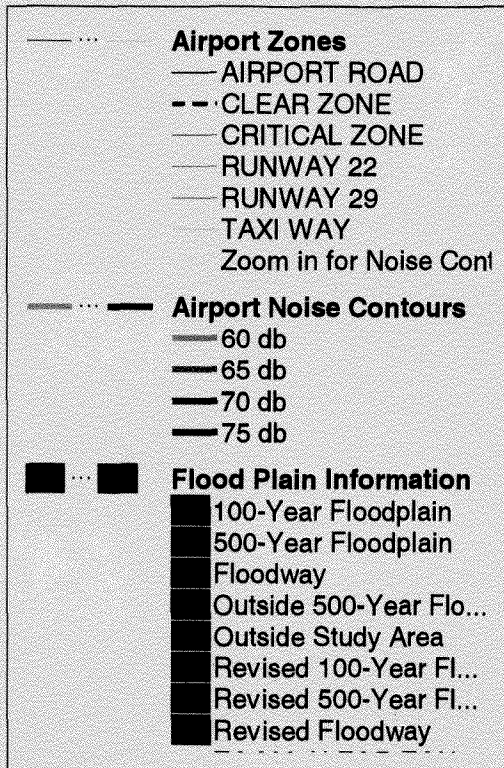 Airport Zones
AIRPORT ROAD
CLEAR ZONE
CRITICAL ZONE
RUNWAY 22
RUNWAY 29
TAXI WAY
Zoom in for Noise Cont
Airport Noise Contours
60 db
65 db
70 db
75 db
Flood Plain Information
100-Year Floodplain
500-Year Floodplain
Floodway
Outside 500-Year Flo...
Outside Study Area
Revised 100-Year Fl...
Revised 500-Year Fl...
Revised Floodway